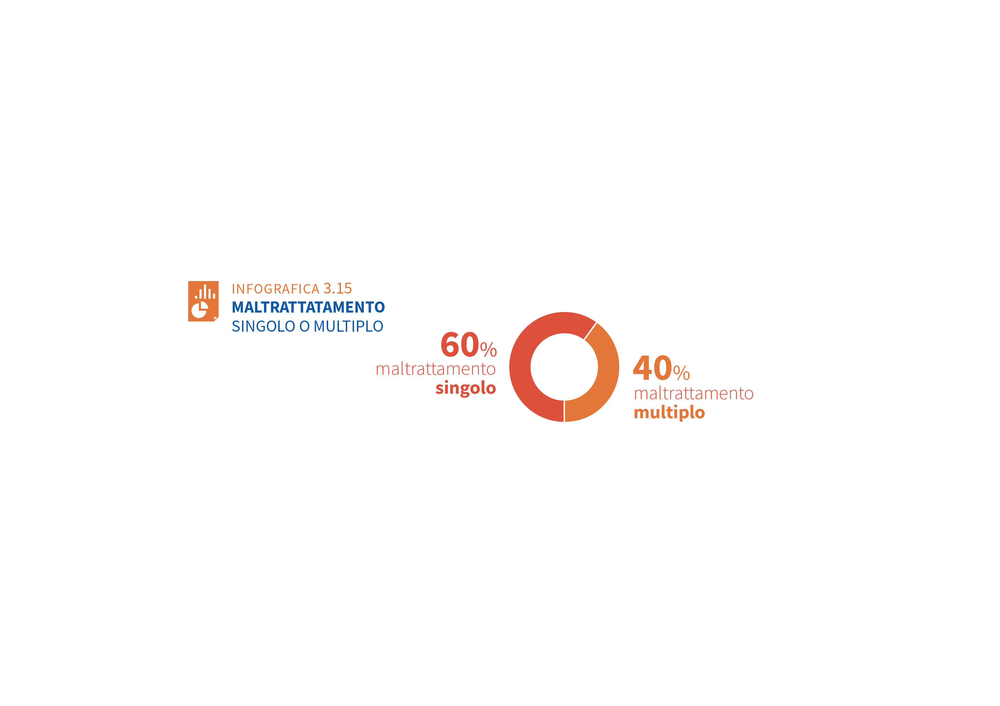 INFOGRAFICA 3.15
MALTRATTATAMENTO
SINGOLO O MULTIPLO
60%
maltrattamento
singolo
40%
maltrattamento
multiplo